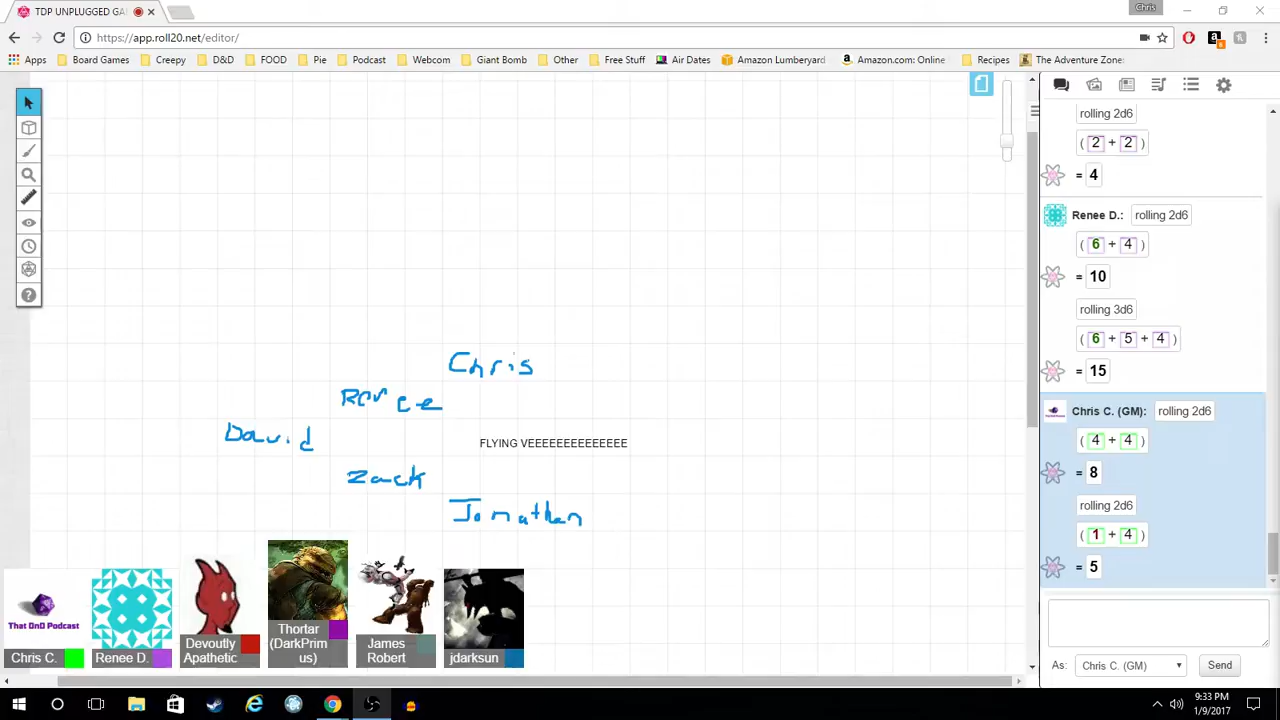 TDP UNPLUGGED GA
Chris
https://app.roll20.net/editor/
Apps Board Games Creepy D&D FOOD Pie Podcast Webcom Giant Bomb Other Free Stuff Air Dates Amazon Lumberyard Amazon.com: Online Recipes The Adventure Zone:
rolling 2d6
( 2 + 2 )
= 4
Renee D.: rolling 2d6
( 6 + 4 )
= 10
rolling 3d6
( 6 + 5 + 4 )
= 15
Chris C. (GM): rolling 2d6
( 4 + 4 )
= 8
rolling 2d6
( 1 + 4 )
= 5
Chris
Renee
David
FLYING VEEEEEEEEEEEEEE
Zack
Jonathan
That DnD Podcast
Chris C.
Renee D.
Devoutly Apathetic
Thortar (DarkPrimus)
James Robert
jdarksun
As: Chris C. (GM) Send
9:33 PM
1/9/2017